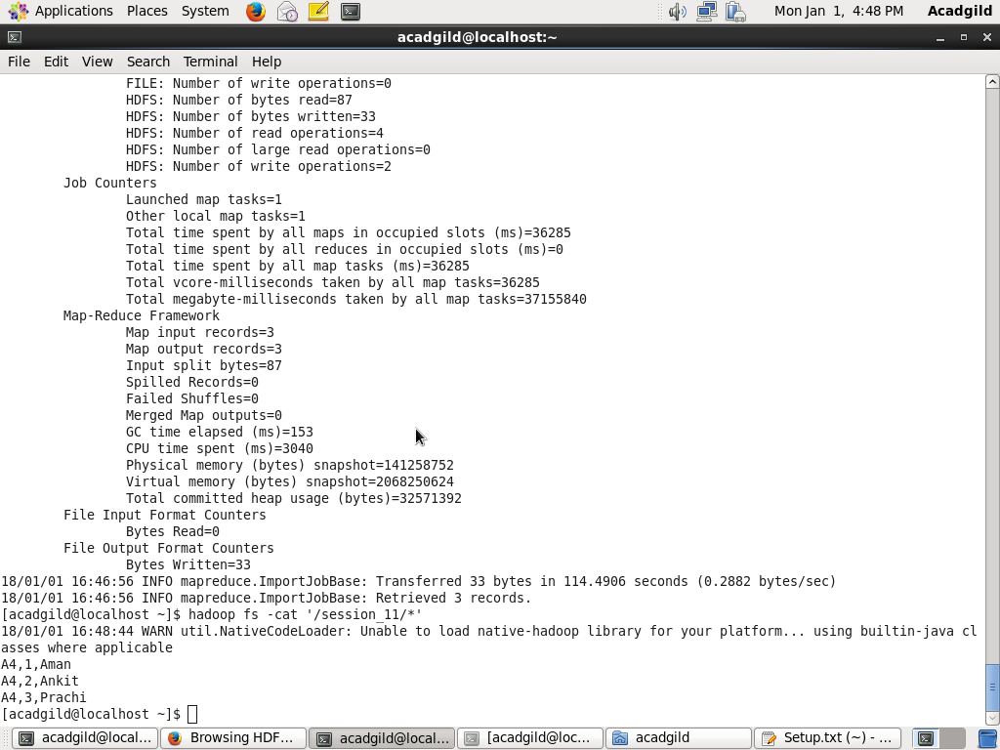 Applications Places System Mon Jan 1, 4:48 PM Acadgild
acadgild@localhost:~
File Edit View Search Terminal Help
FILE: Number of write operations=0
HDFS: Number of bytes read=87
HDFS: Number of bytes written=33
HDFS: Number of read operations=4
HDFS: Number of large read operations=0
HDFS: Number of write operations=2
Job Counters
Launched map tasks=1
Other local map tasks=1
Total time spent by all maps in occupied slots (ms)=36285
Total time spent by all reduces in occupied slots (ms)=0
Total time spent by all map tasks (ms)=36285
Total vcore-milliseconds taken by all map tasks=36285
Total megabyte-milliseconds taken by all map tasks=37155840
Map-Reduce Framework
Map input records=3
Map output records=3
Input split bytes=87
Spilled Records=0
Failed Shuffles=0
Merged Map outputs=0
GC time elapsed (ms)=153
CPU time spent (ms)=3040
Physical memory (bytes) snapshot=141258752
Virtual memory (bytes) snapshot=2068250624
Total committed heap usage (bytes)=32571392
File Input Format Counters
Bytes Read=0
File Output Format Counters
Bytes Written=33
18/01/01 16:46:56 INFO mapreduce.ImportJobBase: Transferred 33 bytes in 114.4906 seconds (0.2882 bytes/sec)
18/01/01 16:46:56 INFO mapreduce.ImportJobBase: Retrieved 3 records.
[acadgild@localhost ~]$ hadoop fs -cat '/session_11/*'
18/01/01 16:48:44 WARN util.NativeCodeLoader: Unable to load native-hadoop library for your platform... using builtin-java cl
asses where applicable
A4,1,Aman
A4,2,Ankit
A4,3,Prachi
[acadgild@localhost ~]$
acadgild@local... Browsing HDF... acadgild@local... [acadgild@loc... acadgild Setup.txt (~) - ...